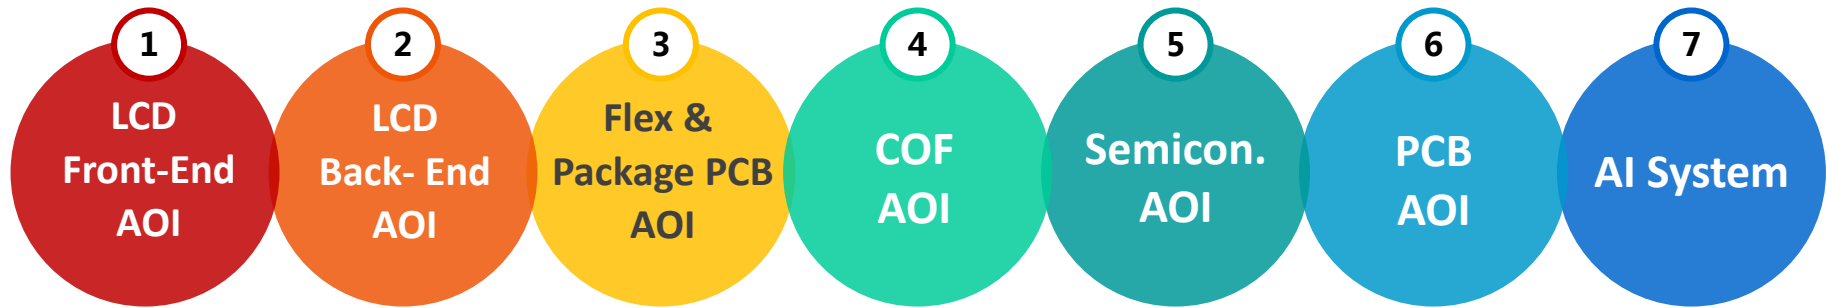 1
LCD
Front-End
AOI
2
LCD
Back- End
AOI
3
Flex &
Package PCB
AOI
4
COF
AOI
5
Semicon.
AOI
6
PCB
AOI
7
AI System